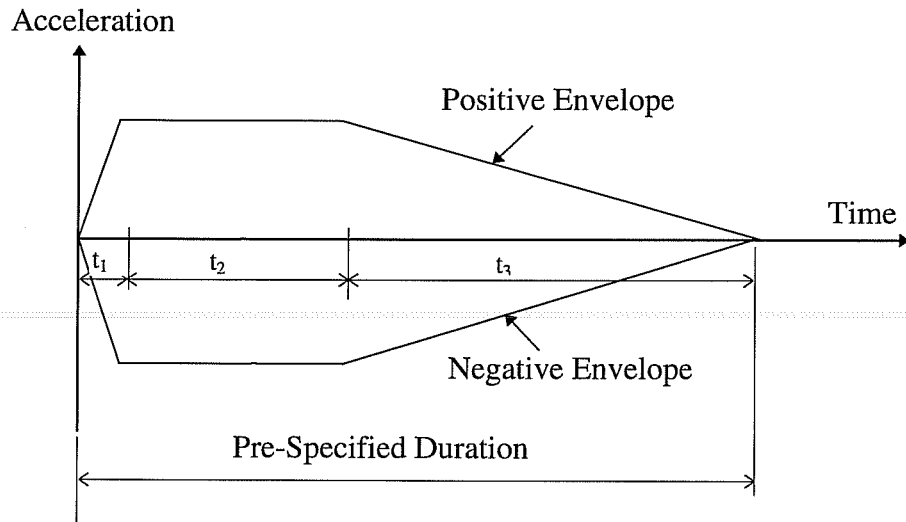 Acceleration
Positive Envelope
Time
t₁
t₂
t₃
Negative Envelope
Pre-Specified Duration